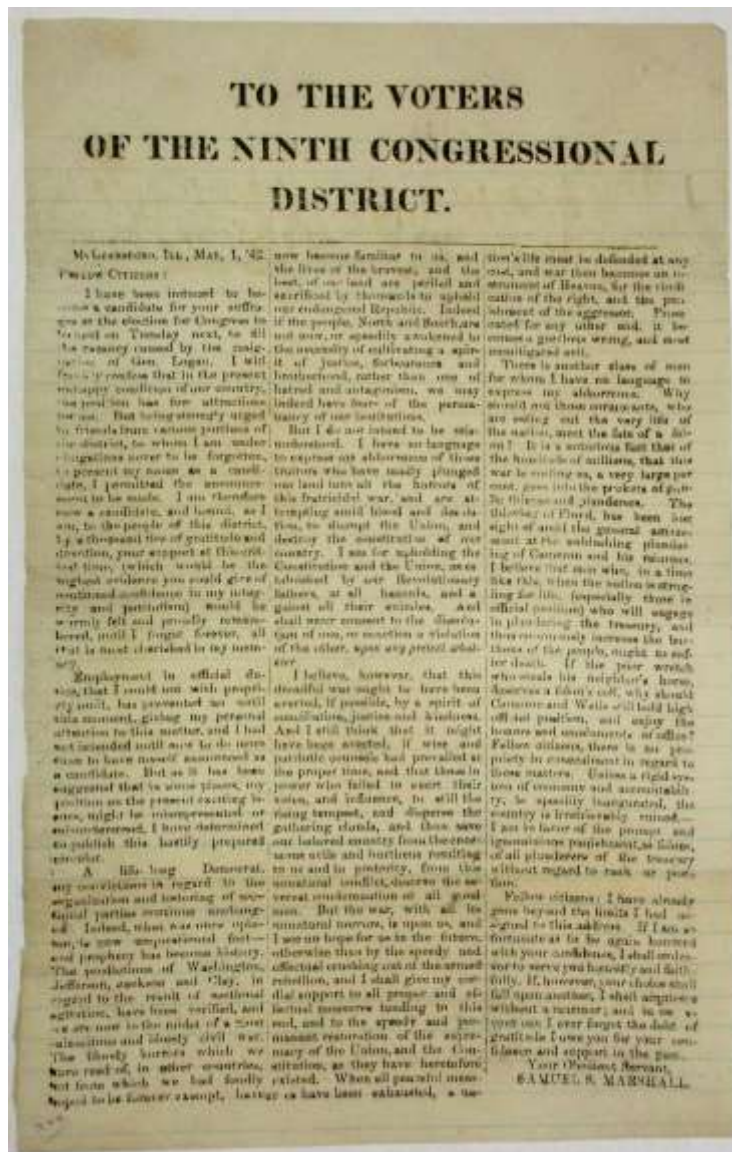 TO THE VOTERS
OF THE NINTH CONGRESSIONAL
DISTRICT.
ILL., MAY, 1, '62.
FELLOW CITIZENS:
I have been induced to be-
a candidate for your suffra-
ges at the election for Congress to
be held on Tuesday next, to fill
the vacancy caused by the resig-
nation of Gen. Logan. I will
confess that in the present
unhappy condition of our country,
the position has few attractions
for me. But being strongly urged
by friends from various portions of
the district, to whom I am under
obligations never to be forgotten,
to present my name as a candi-
date, I permitted the announce-
ment to be made. I am therefore
now a candidate, and bound, as I
am, to the people of this district,
by a thousand ties of gratitude and
devotion, your support at this
time, (which would be the
highest evidence you could give of
continued confidence in my integ-
rity and patriotism) would be
warmly felt and proudly remem-
bered, until I forget forever, all
that is most cherished in my mem-
ory.
Employment in official du-
ties, that I could not with propri-
ety omit, has prevented me until
this moment, giving my personal
attention to this matter, and I had
not intended until now to do more
than to have myself announced as
a candidate. But as it has been
suggested that in some places, my
position on the present exciting is-
sues, might be misrepresented or
misunderstood, I have determined
to publish this hastily prepared
circular.
A life long Democrat,
my convictions in regard to the
organization and fostering of sec-
tional parties continue unchang-
ed. Indeed, what was once opin-
ion, is now fact—
and prophecy has become history.
The predictions of Washington,
Jefferson, Jackson and Clay, in
regard to the result of sectional
agitation, have been verified, and
we are now in the midst of a most
and bloody civil war.
The bloody horrors which we
have read of, in other countries,
but from which we had fondly
hoped to be forever exempt, have
now become familiar to us, and
the lives of the bravest, and the
best, of our land are periled and
sacrificed by thousands to uphold
our endangered Republic. Indeed
if the people, North and South, are
not now, or speedily awakened to
the necessity of cultivating a spir-
it of justice, forbearance and
brotherhood, rather than one of
hatred and antagonism, we may
indeed have fears of the perma-
nency of our institutions.
But I do not intend to be mis-
understood. I have no language
to express my abhorrence of those
traitors who have madly plunged
our land into all the horrors of
this fratricidal war, and are at-
tempting amid blood and desola-
tion, to disrupt the Union, and
destroy the constitution of our
country. I am for upholding the
Constitution and the Union, es-
tablished by our Revolutionary
fathers, at all hazards, and a-
gainst all their enemies. And
shall never consent to the dissolu-
tion of one, or sanction a violation
of the other, upon any pretext what-
ever.
I believe, however, that this
dreadful war ought to have been
averted, if possible, by a spirit of
conciliation, justice and kindness.
And I still think that it might
have been averted, if wise and
patriotic counsels had prevailed at
the proper time, and that those in
power who failed to exert their
voice, and influence, to still the
rising tempest, and disperse the
gathering clouds, and thus save
our beloved country from the
evils and burthens resulting
to us and to posterity, from this
unnatural conflict, deserve the se-
verest condemnation of all good
men. But the war, with all its
unnatural horrors, is upon us, and
I see no hope for us in the future,
otherwise than by the speedy and
effectual crushing out of the armed
rebellion, and I shall give my cor-
dial support to all proper and ef-
fectual measures tending to this
end, and to the speedy and per-
manent restoration of the supre-
macy of the Union, and the Con-
stitution, as they have heretofore
existed. When all peaceful meas-
ures have been exhausted, a na-
tion's life must be defended at any
cost, and war then becomes an in-
strument of Heaven, for the vindi-
cation of the right, and the pun-
ishment of the aggressor. Prose-
cuted for any other end, it be-
comes a wrong, and most
unmitigated evil.
There is another class of men
for whom I have no language to
express my abhorrence. Why
should not those miscreants, who
are eating out the very life of
the nation, meet the fate of a fel-
on? It is a notorious fact that of
the hundreds of millions, that this
war is costing us, a very large per
cent. goes into the pockets of pub-
lic thieves and plunderers. The
thieving of Floyd, has been lost
sight of amid the general amaze-
ment at the plunder-
ing of Cameron and his minions.
I believe that men who, in a time
like this, when the nation is strug-
gling for life, (especially those in
official position) who will engage
in plundering the treasury, and
thus enormously increase the bur-
thens of the people, ought to suf-
fer death. If the poor wretch
who steals his neighbor's horse,
deserves a felon's cell, why should
Cameron and Wells still hold high
official position, and enjoy the
honors and emoluments of office?
Fellow citizens, there is no pro-
priety in concealment in regard to
these matters. Unless a rigid sys-
tem of economy and accountabili-
ty, be speedily inaugurated, the
country is irretrievably ruined.—
I am in favor of the prompt and
ignominious punishment, as felons,
of all plunderers of the treasury
without regard to rank or posi-
tion.
Fellow citizens: I have already
gone beyond the limits I had as-
signed to this address. If I am so
fortunate as to be again honored
with your confidence, I shall endea-
vor to serve you honestly and faith-
fully. If, however, your choice shall
fall upon another, I shall acquiesce
without a murmur; and in no
can I ever forget the debt of
gratitude I owe you for your con-
fidence and support in the past.
Your Obedient Servant,
SAMUEL S. MARSHALL.